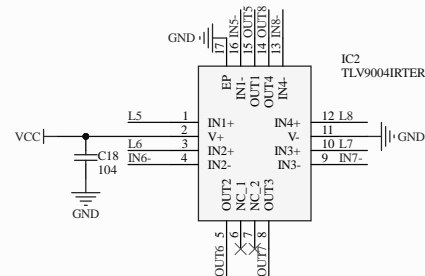 GND
17
16
15
14
13
IN5-
OUT5
OUT8
IN8-
IC2
TLV9004IRTER
EP
IN1-
OUT1
OUT4
IN4-
L5 1 IN1+ IN4+ 12 L8
VCC 2 V+ V- 11 GND
L6 3 IN2+ IN3+ 10 L7
IN6- 4 IN2- IN3- 9 IN7-
C18
104
GND
OUT2
NC_1
NC_2
OUT3
5
6
7
8
OUT6
OUT7